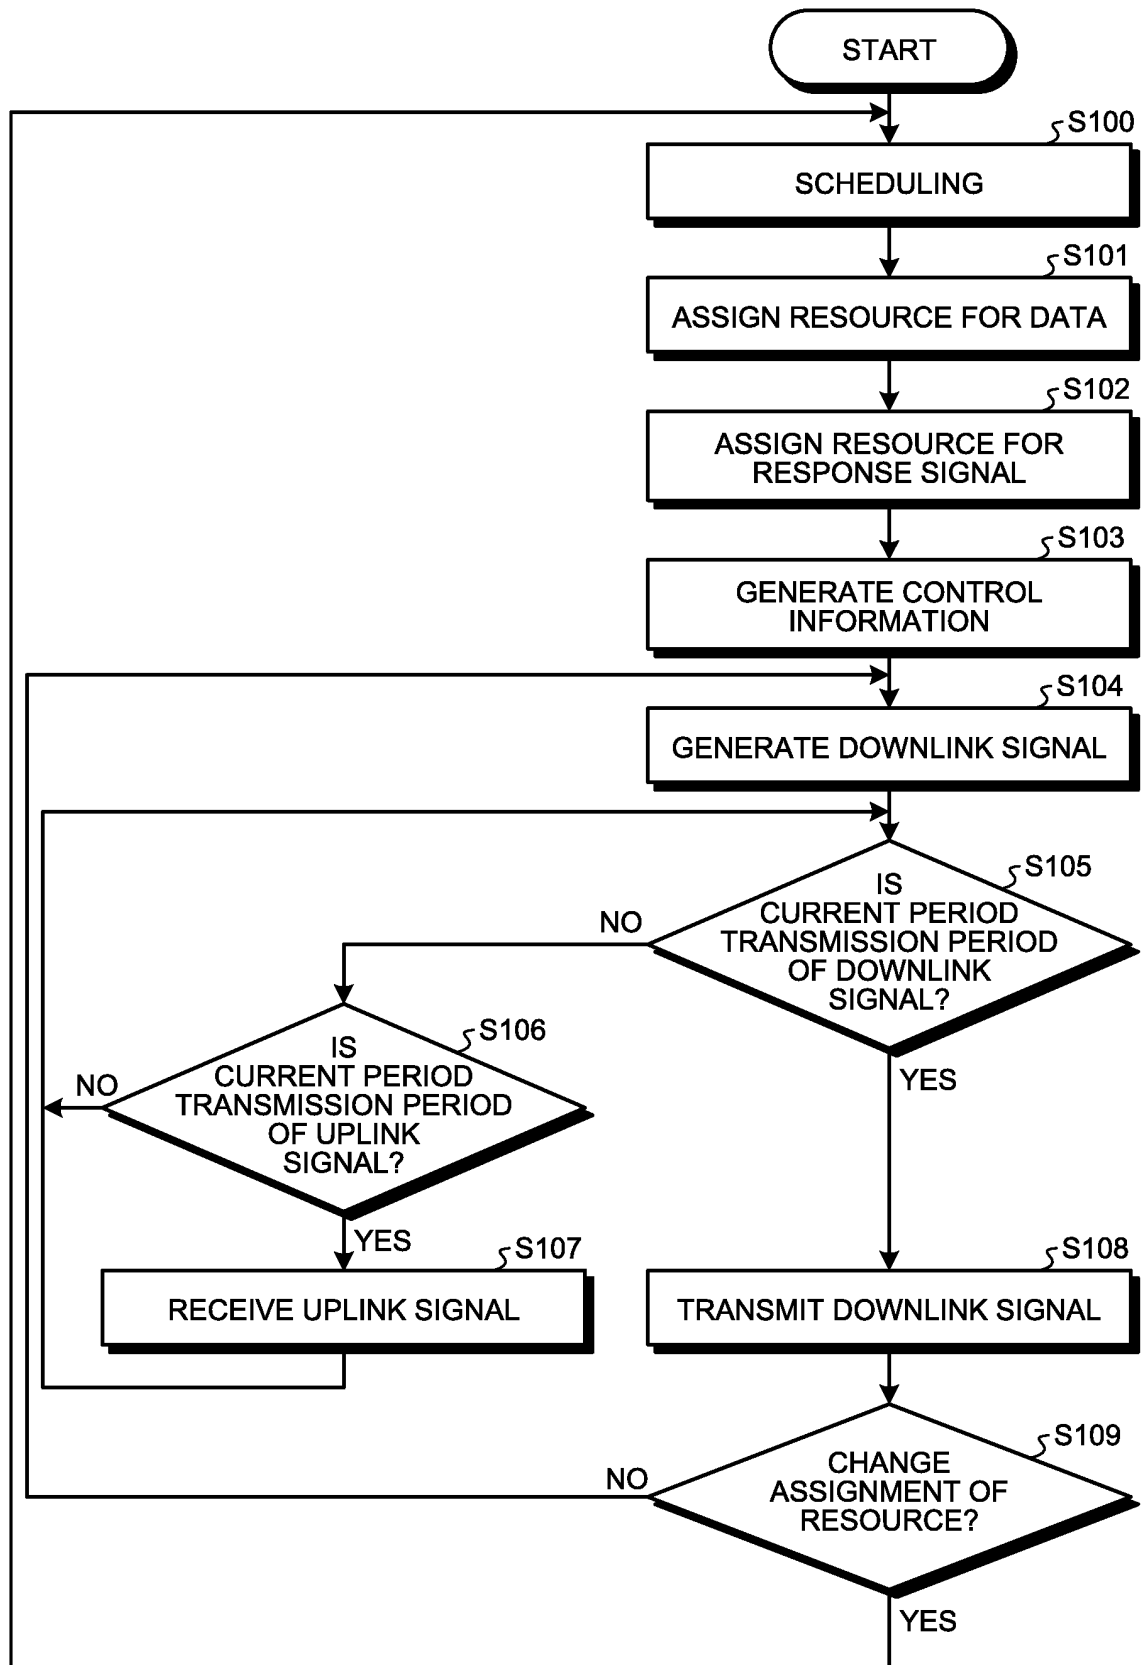 START
S100
SCHEDULING
S101
ASSIGN RESOURCE FOR DATA
S102
ASSIGN RESOURCE FOR
RESPONSE SIGNAL
S103
GENERATE CONTROL
INFORMATION
S104
GENERATE DOWNLINK SIGNAL
S105
IS
CURRENT PERIOD
TRANSMISSION PERIOD
OF DOWNLINK
SIGNAL?
NO
YES
S106
IS
CURRENT PERIOD
TRANSMISSION PERIOD
OF UPLINK
SIGNAL?
NO
YES
S107
RECEIVE UPLINK SIGNAL
S108
TRANSMIT DOWNLINK SIGNAL
S109
CHANGE
ASSIGNMENT OF
RESOURCE?
NO
YES